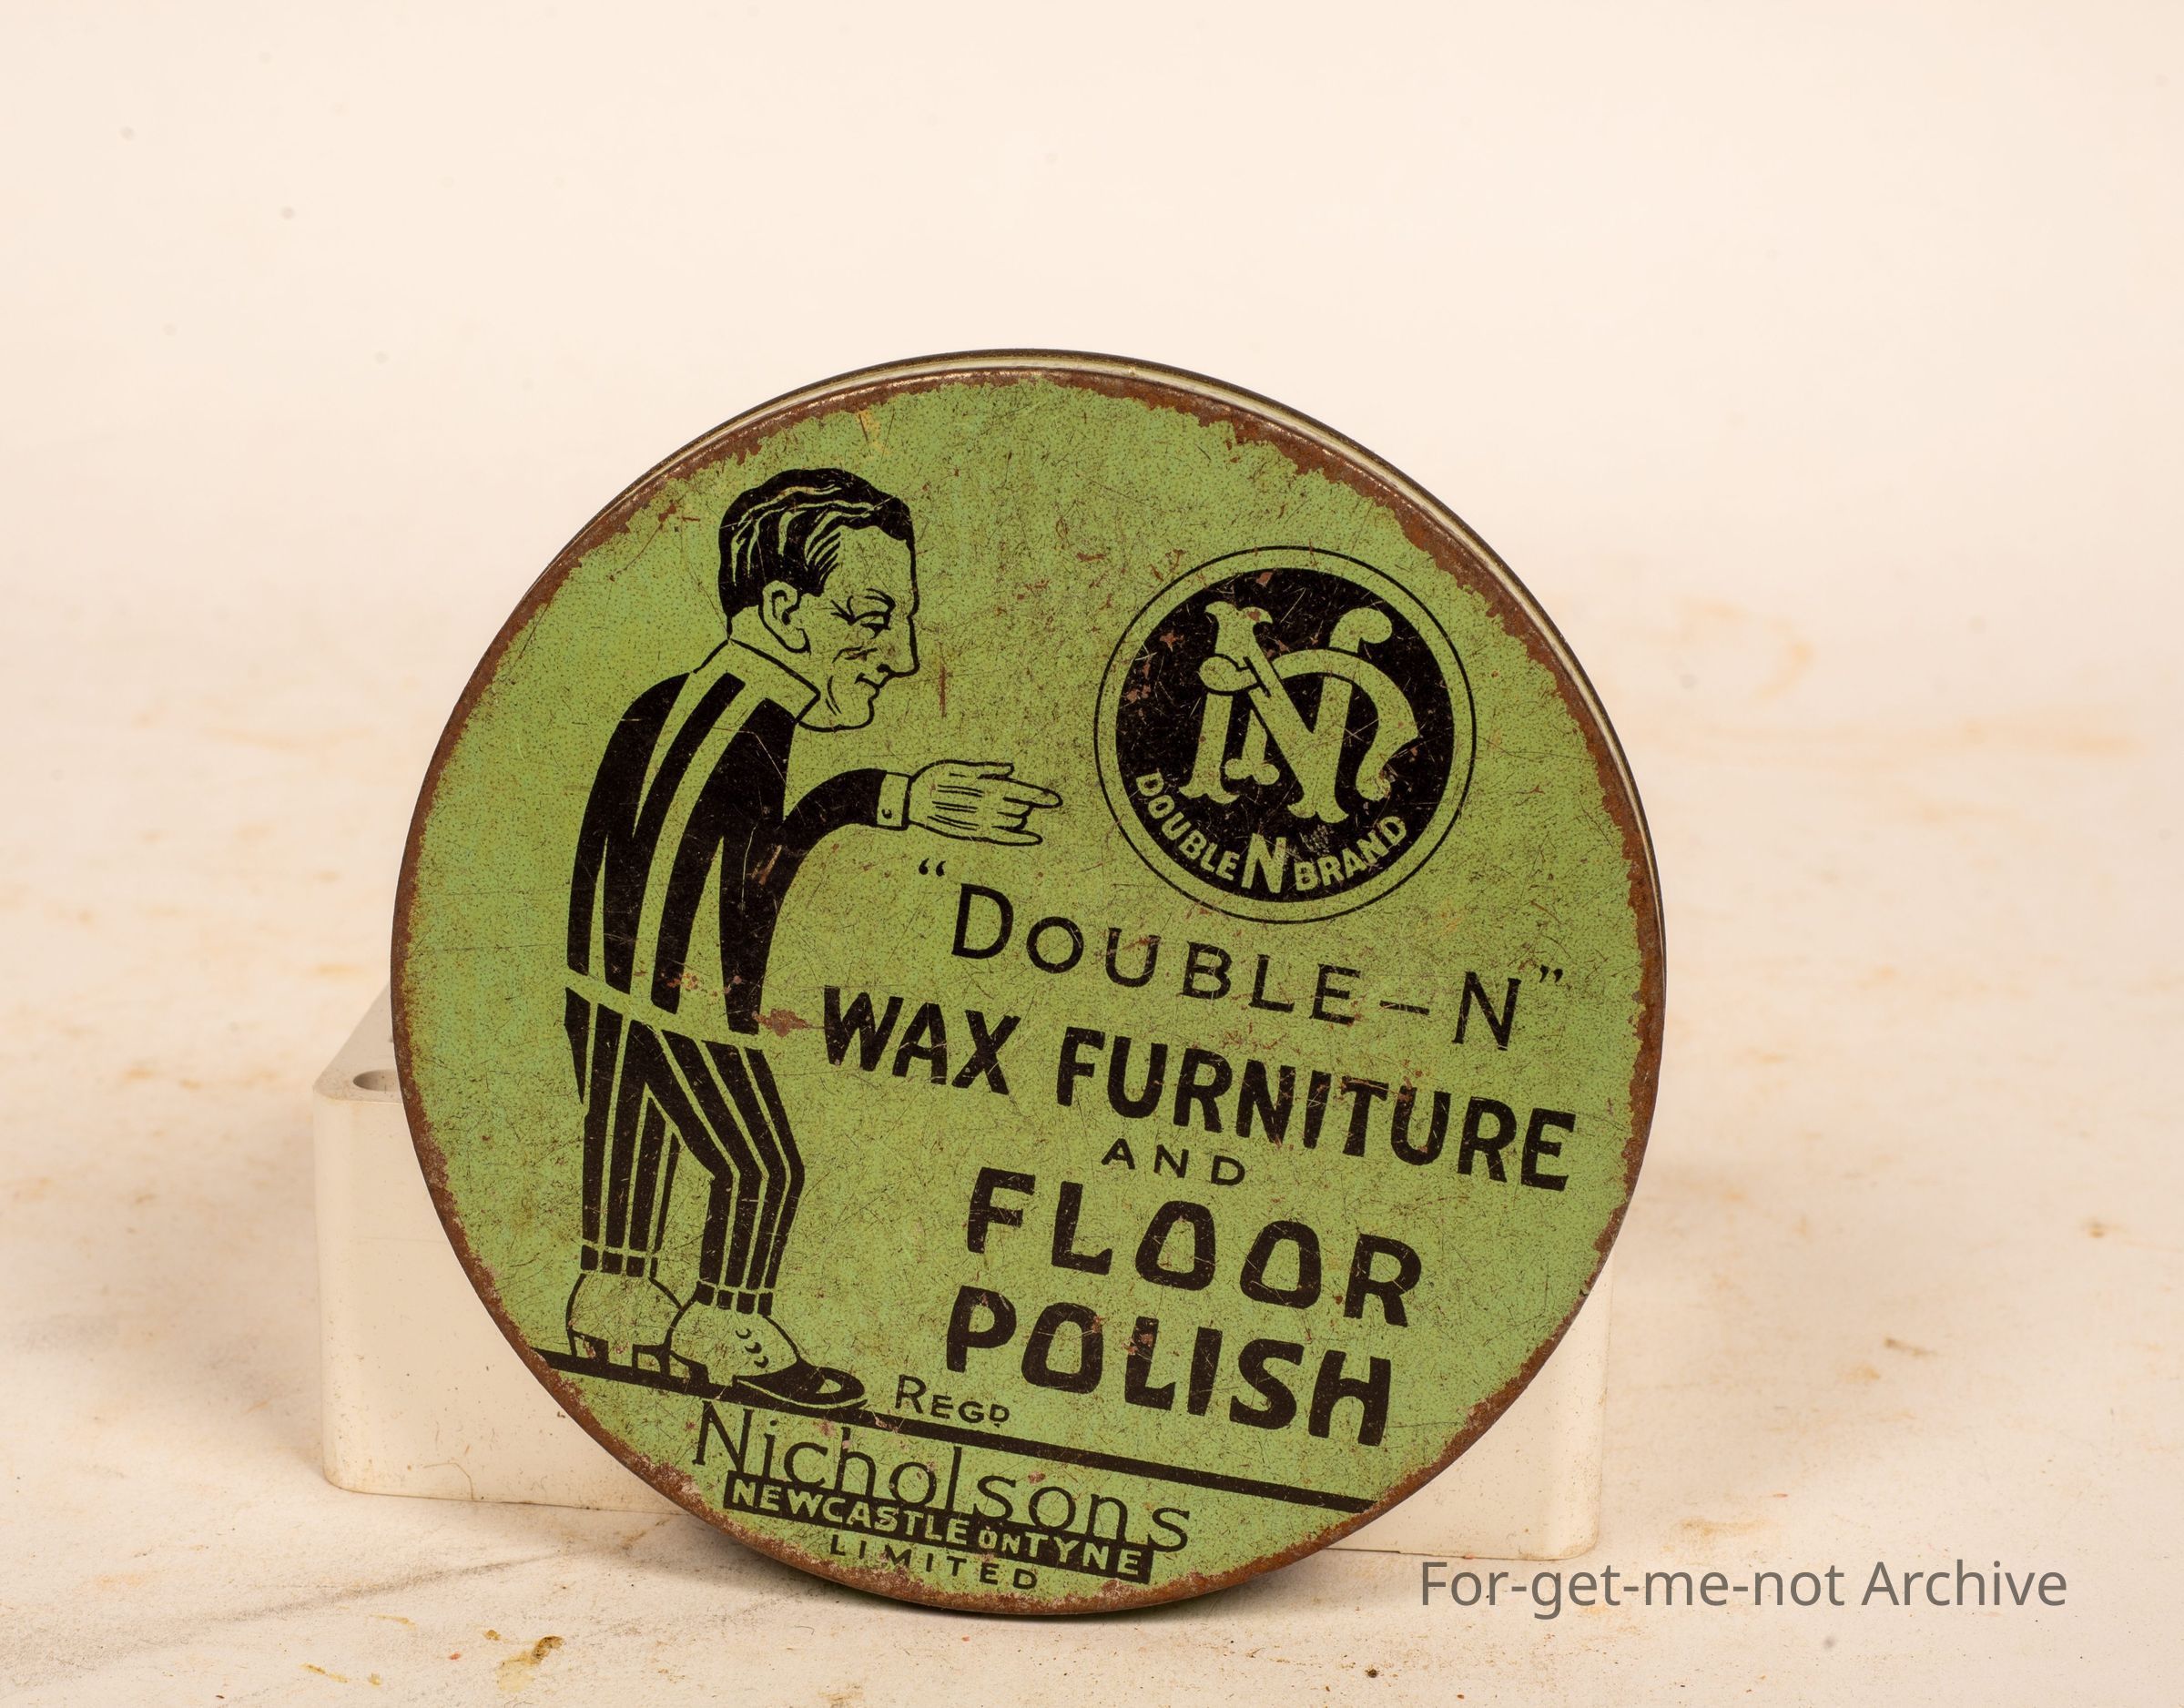 DOUBLE N BRAND
“DOUBLE–N”
WAX FURNITURE
AND
FLOOR
POLISH
REGD
Nicholsons
NEWCASTLE ON TYNE
LIMITED
For-get-me-not Archive